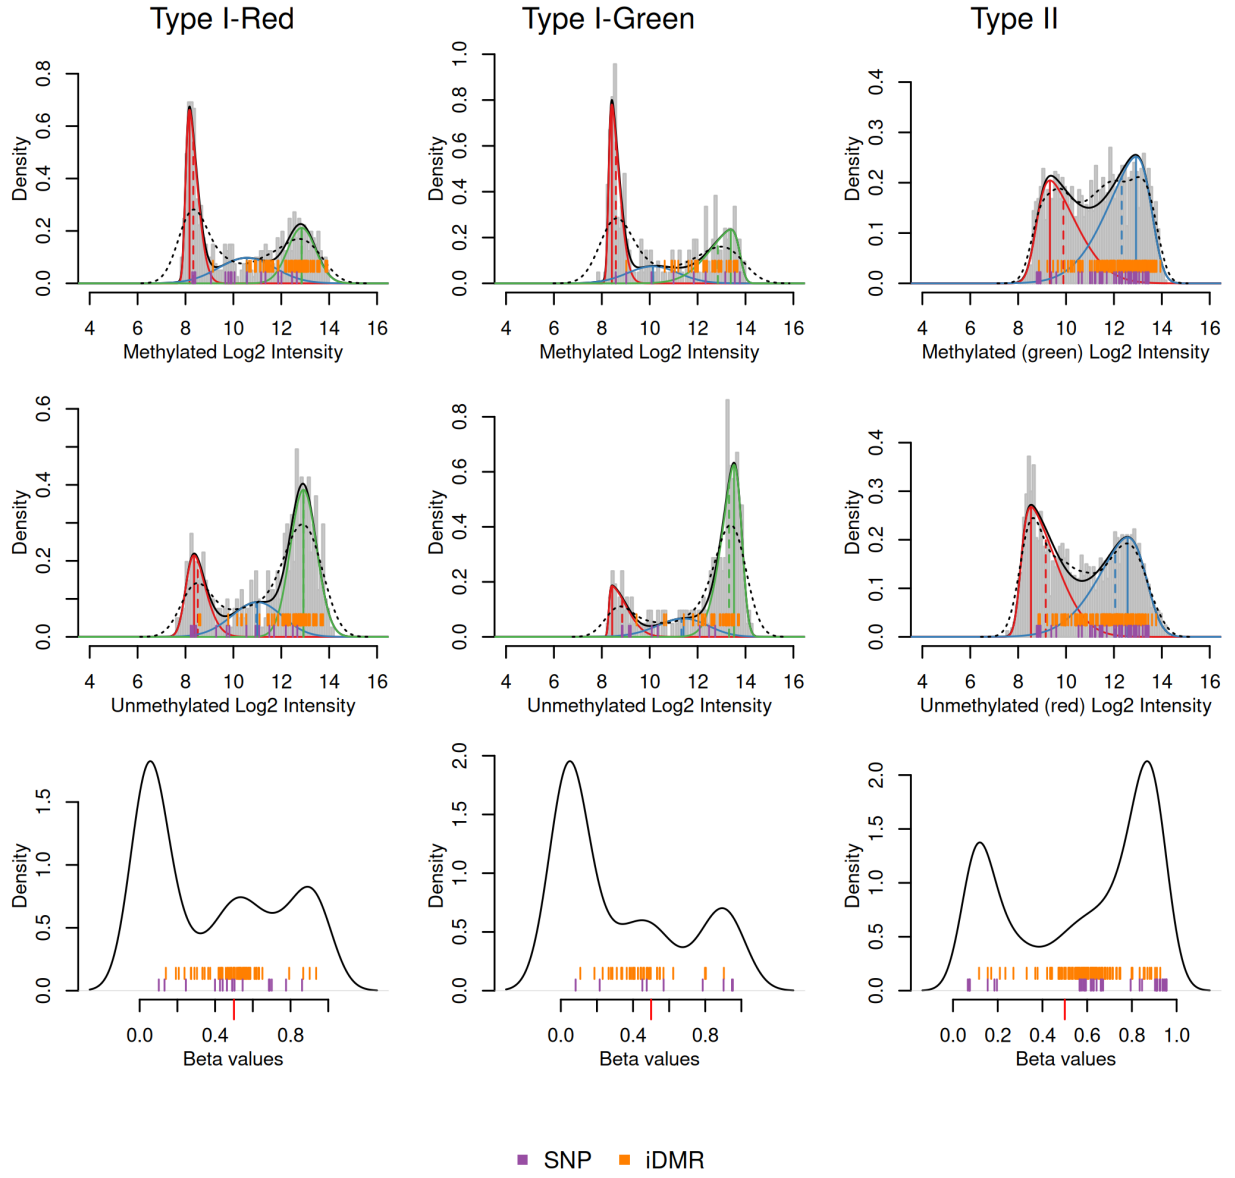 Type I-Red Type I-Green Type II
Density
0.0 0.2 0.4 0.6 0.8
4 6 8 10 12 14 16
Methylated Log2 Intensity
Density
0.0 0.2 0.4 0.6 0.8 1.0
4 6 8 10 12 14 16
Methylated Log2 Intensity
Density
0.0 0.1 0.2 0.3 0.4
4 6 8 10 12 14 16
Methylated (green) Log2 Intensity
Density
0.0 0.2 0.4 0.6
4 6 8 10 12 14 16
Unmethylated Log2 Intensity
Density
0.0 0.2 0.4 0.6 0.8
4 6 8 10 12 14 16
Unmethylated Log2 Intensity
Density
0.0 0.1 0.2 0.3 0.4
4 6 8 10 12 14 16
Unmethylated (red) Log2 Intensity
Density
0.0 0.5 1.0 1.5
0.0 0.4 0.8
Beta values
Density
0.0 0.5 1.0 1.5 2.0
0.0 0.4 0.8
Beta values
Density
0.0 0.5 1.0 1.5 2.0
0.0 0.2 0.4 0.6 0.8 1.0
Beta values
SNP iDMR